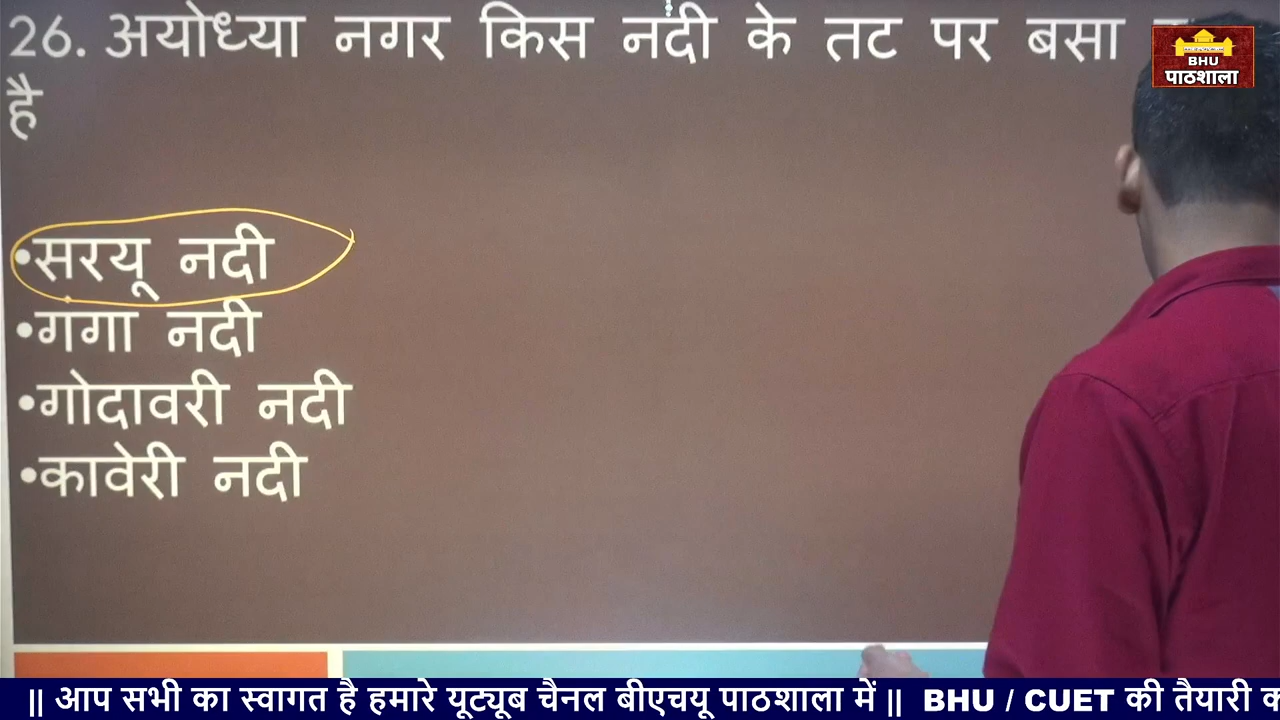 26. अयोध्या नगर किस नदी के तट पर बसा
है
•सरयू नदी
•गगा नदी
•गोदावरी नदी
•कावेरी नदी
BHU
पाठशाला
|| आप सभी का स्वागत है हमारे यूट्यूब चैनल बीएचयू पाठशाला में || BHU / CUET की तैयारी